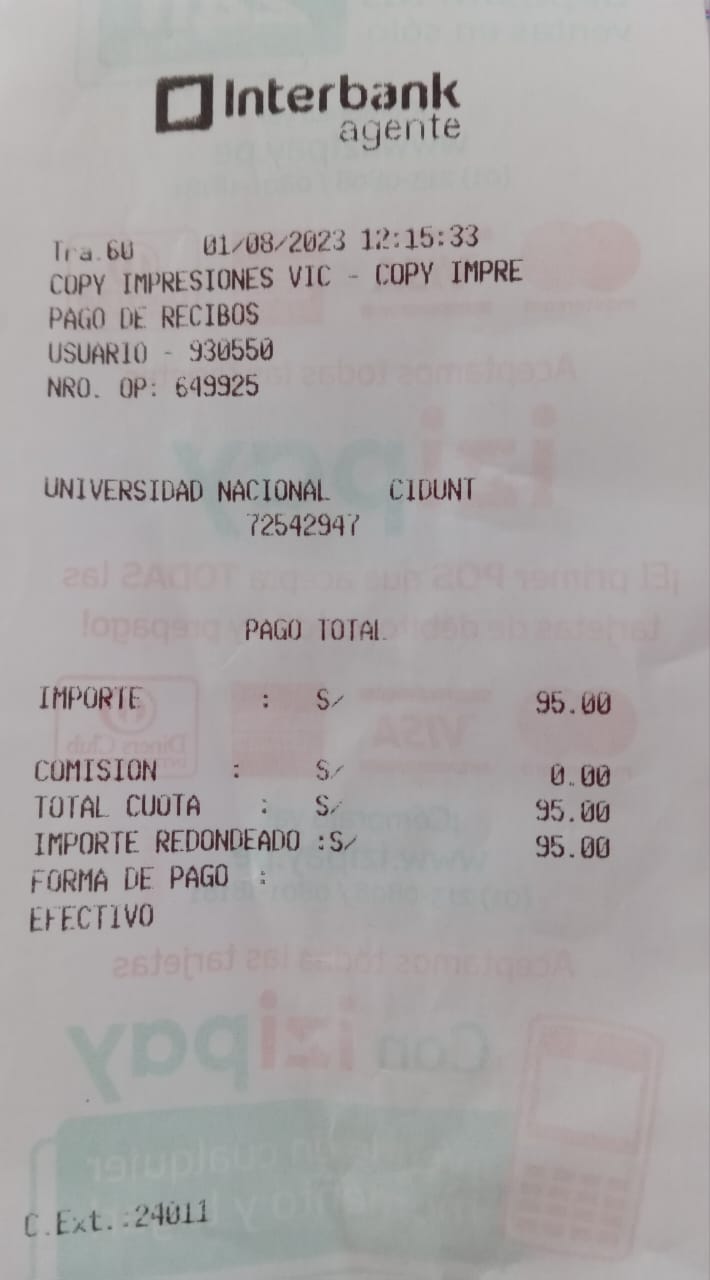 Interbank
agente
Tra.6U 01/08/2023 12:15:33
COPY IMPRESIONES VIC - COPY IMPRE
PAGO DE RECIBOS
USUARIO - 930550
NRO. OP: 649925
UNIVERSIDAD NACIONAL CIDUNT
72542947
PAGO TOTAL
IMPORTE : S/ 95.00
COMISION : S/ 0.00
TOTAL CUOTA : S/ 95.00
IMPORTE REDONDEADO :S/ 95.00
FORMA DE PAGO :
EFECTIVO
C.Ext.:24011